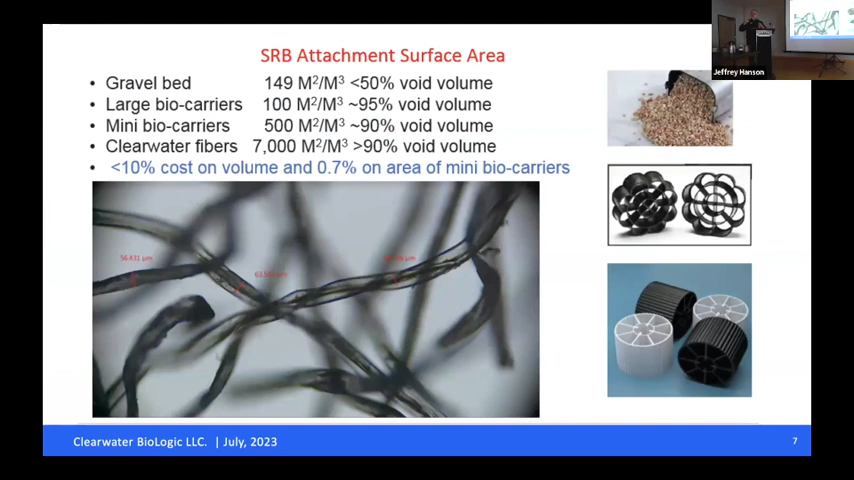 SRB Attachment Surface Area
• Gravel bed 149 M²/M³ <50% void volume
• Large bio-carriers 100 M²/M³ ~95% void volume
• Mini bio-carriers 500 M²/M³ ~90% void volume
• Clearwater fibers 7,000 M²/M³ >90% void volume
• <10% cost on volume and 0.7% on area of mini bio-carriers
56.431 µm
Clearwater BioLogic LLC. | July, 2023
7
Jeffrey Hanson